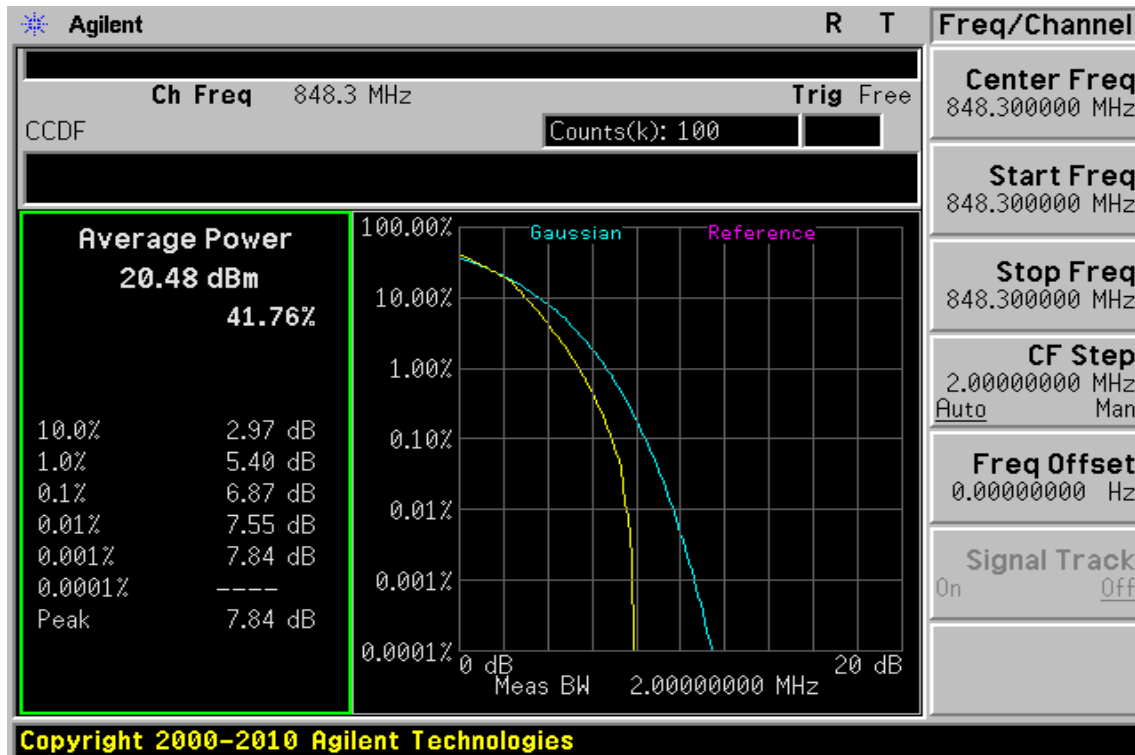 Agilent R T Freq/Channel
Ch Freq 848.3 MHz Trig Free
CCDF Counts(k): 100
Center Freq
848.300000 MHz
Start Freq
848.300000 MHz
Stop Freq
848.300000 MHz
CF Step
2.00000000 MHz
Auto Man
Freq Offset
0.00000000 Hz
Signal Track
On Off
Average Power
20.48 dBm
41.76%
10.0% 2.97 dB
1.0% 5.40 dB
0.1% 6.87 dB
0.01% 7.55 dB
0.001% 7.84 dB
0.0001% ----
Peak 7.84 dB
Gaussian Reference
100.00%
10.00%
1.00%
0.10%
0.01%
0.001%
0.0001%
0 dB 20 dB
Meas BW 2.00000000 MHz
Copyright 2000-2010 Agilent Technologies